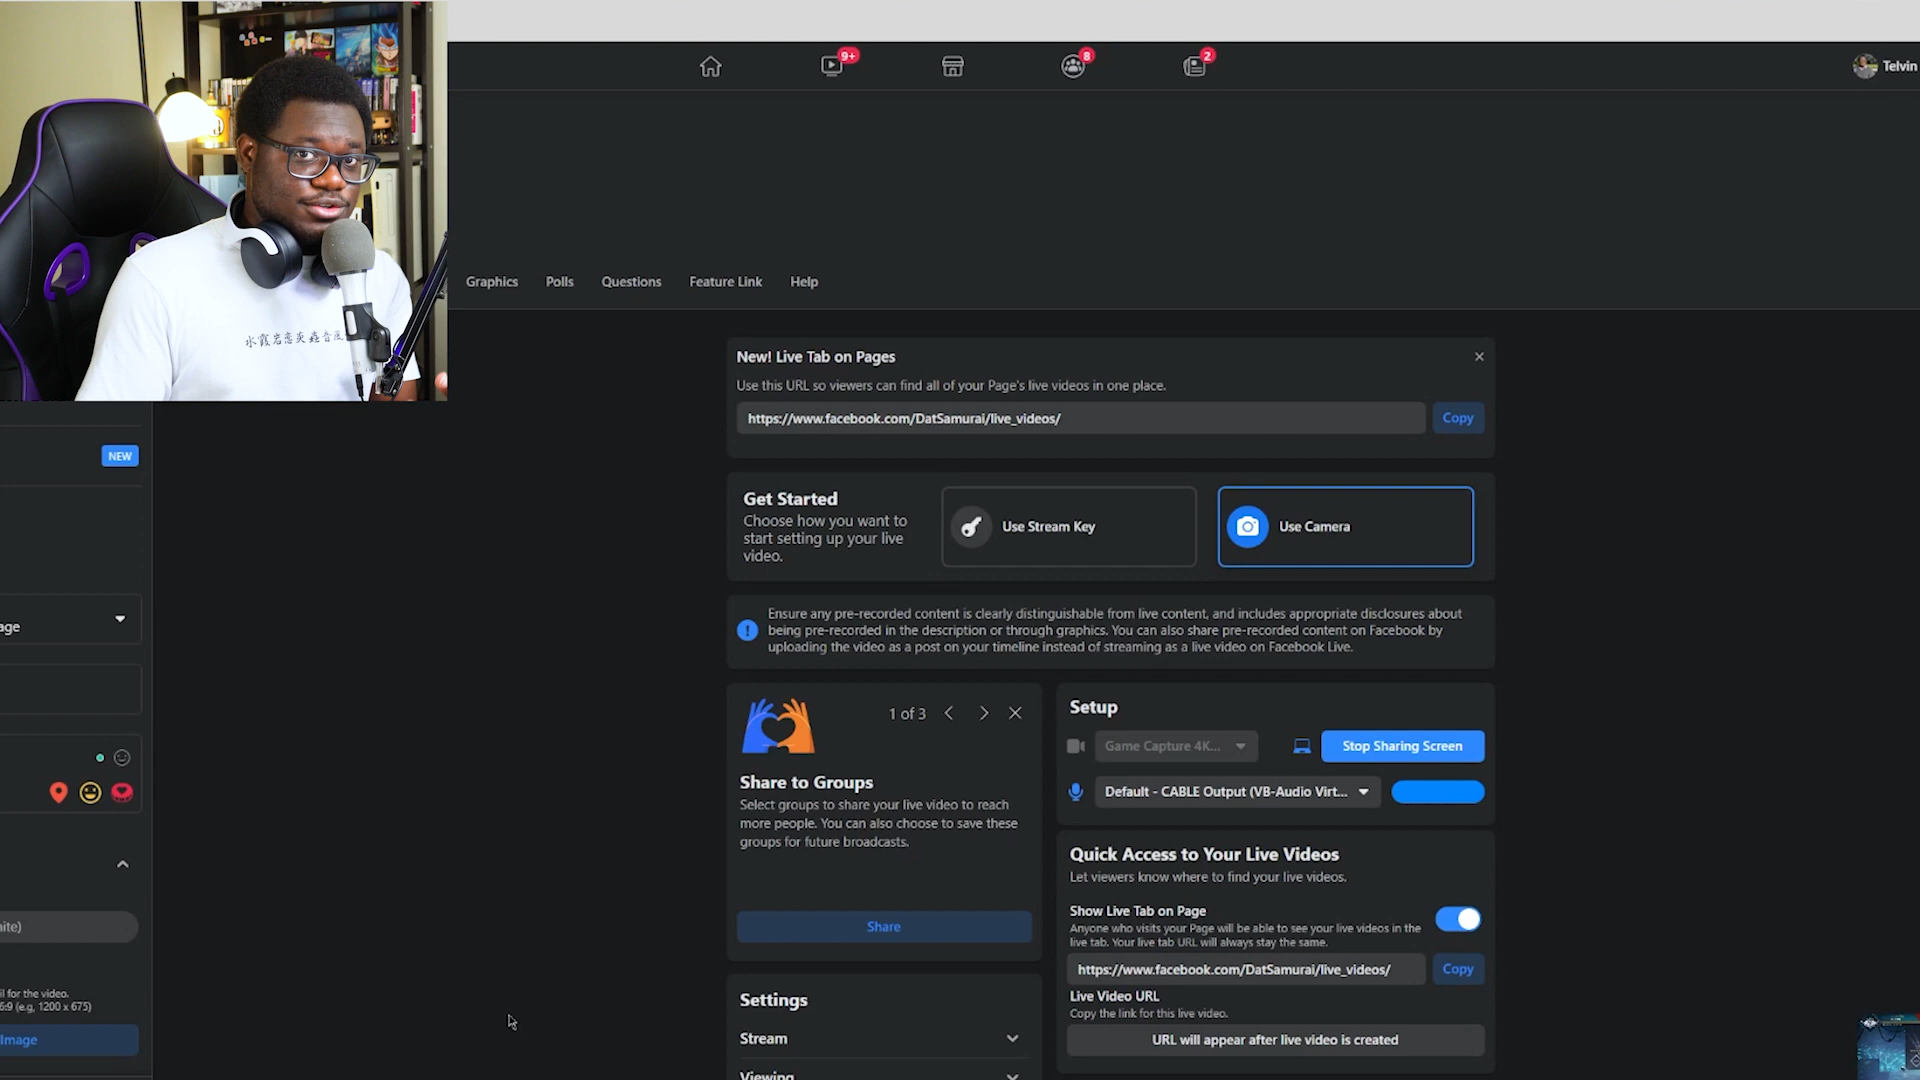 9+
8
2
Telvin
Graphics
Polls
Questions
Feature Link
Help
New! Live Tab on Pages
Use this URL so viewers can find all of your Page's live videos in one place.
https://www.facebook.com/DatSamurai/live_videos/
Copy
NEW
Get Started
Choose how you want to
start setting up your live
video.
Use Stream Key
Use Camera
Ensure any pre-recorded content is clearly distinguishable from live content, and includes appropriate disclosures about
being pre-recorded in the description or through graphics. You can also share pre-recorded content on Facebook by
uploading the video as a post on your timeline instead of streaming as a live video on Facebook Live.
age
1 of 3
Share to Groups
Select groups to share your live video to reach
more people. You can also choose to save these
groups for future broadcasts.
Share
Setup
Game Capture 4K...
Stop Sharing Screen
Default - CABLE Output (VB-Audio Virt...
Quick Access to Your Live Videos
Let viewers know where to find your live videos.
Show Live Tab on Page
Anyone who visits your Page will be able to see your live videos in the
live tab. Your live tab URL will always stay the same.
https://www.facebook.com/DatSamurai/live_videos/
Copy
Live Video URL
Copy the link for this live video.
URL will appear after live video is created
nite)
il for the video.
6:9 (e.g, 1200 x 675)
Image
Settings
Stream
Viewing